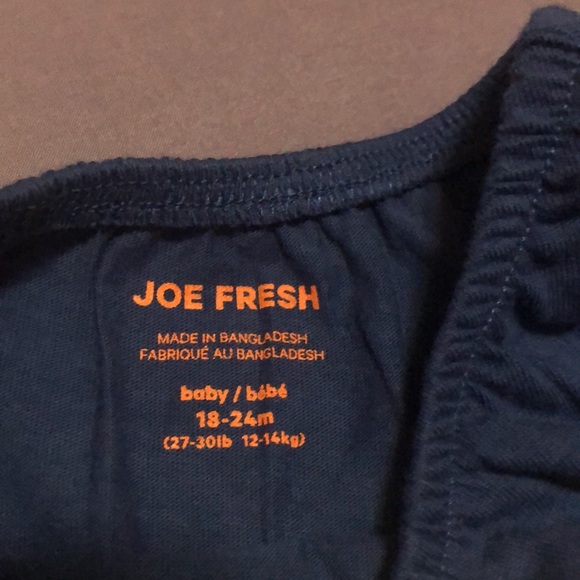 JOE FRESH
MADE IN BANGLADESH
FABRIQUÉ AU BANGLADESH
baby / bébé
18-24m
(27-30lb 12-14kg)